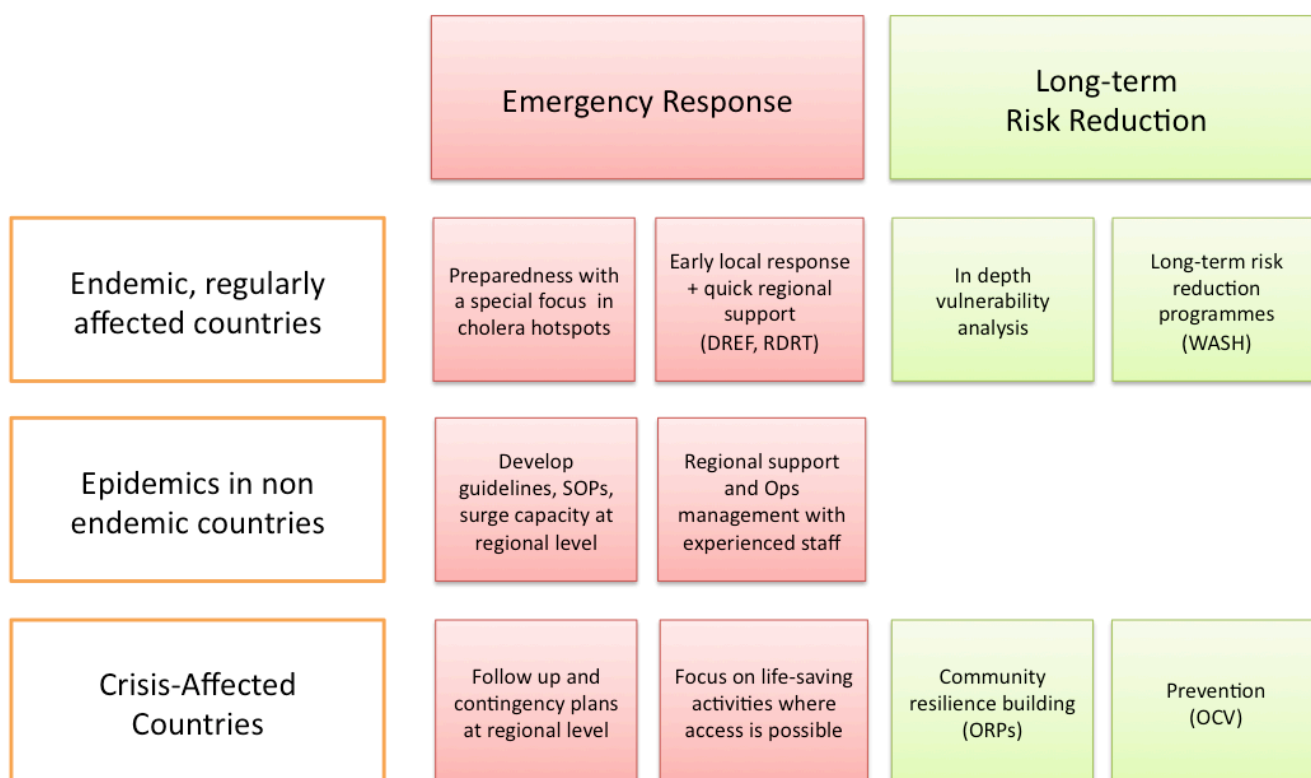 Emergency Response
Long-term
Risk Reduction
Endemic, regularly
affected countries
Preparedness with
a special focus in
cholera hotspots
Early local response
+ quick regional
support
(DREF, RDRT)
In depth
vulnerability
analysis
Long-term risk
reduction
programmes
(WASH)
Epidemics in non
endemic countries
Develop
guidelines, SOPs,
surge capacity at
regional level
Regional support
and Ops
management with
experienced staff
Crisis-Affected
Countries
Follow up and
contingency plans
at regional level
Focus on life-saving
activities where
access is possible
Community
resilience building
(ORPs)
Prevention
(OCV)